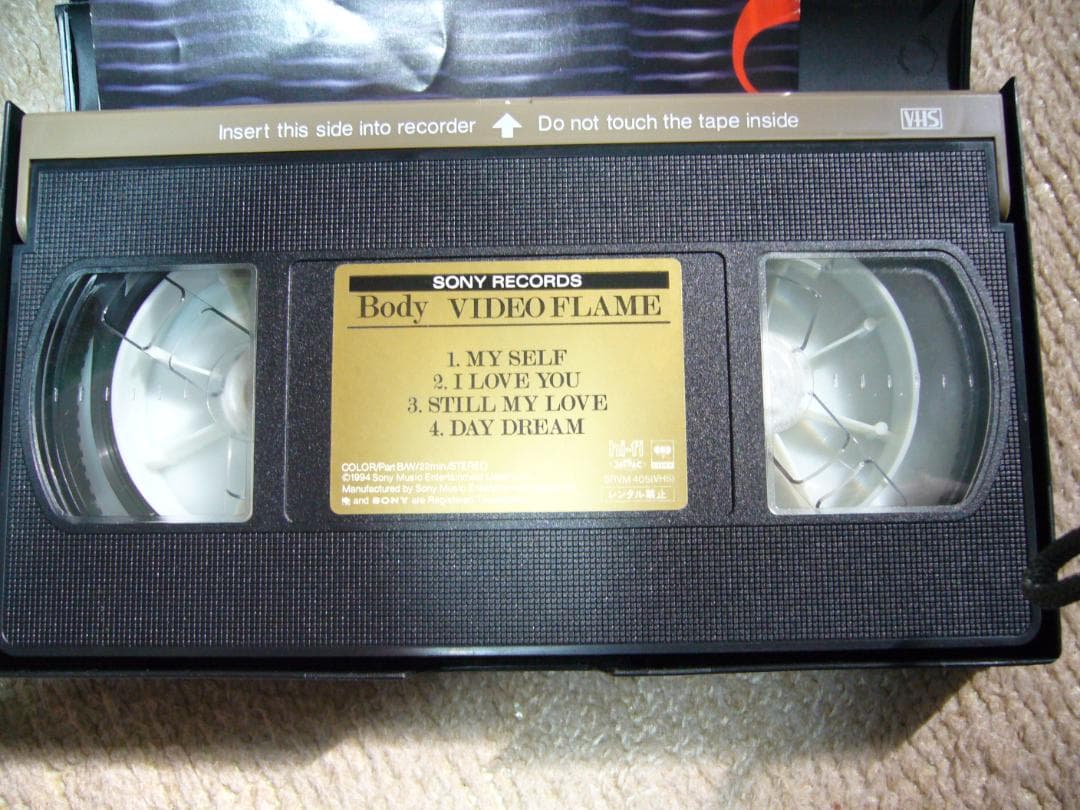 Insert this side into recorder ↑ Do not touch the tape inside VHS
SONY RECORDS
Body VIDEO FLAME
1. MY SELF
2. I LOVE YOU
3. STILL MY LOVE
4. DAY DREAM
hi-fi
COLOR/Part B/W/22min/STEREO
©1994 Sony Music Entertainment
SRVM 405(VHS)
Manufactured by Sony Music
レンタル禁止
and SONY are Registered